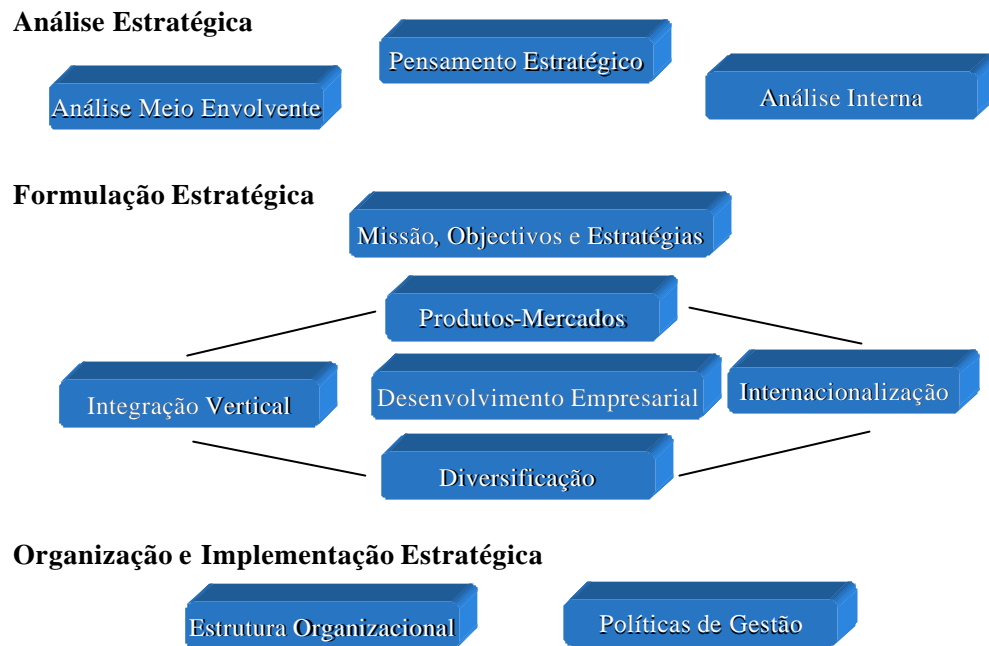 Análise Estratégica
Pensamento Estratégico
Análise Meio Envolvente
Análise Interna
Formulação Estratégica
Missão, Objectivos e Estratégias
Produtos-Mercados
Integração Vertical
Desenvolvimento Empresarial
Internacionalização
Diversificação
Organização e Implementação Estratégica
Estrutura Organizacional
Políticas de Gestão